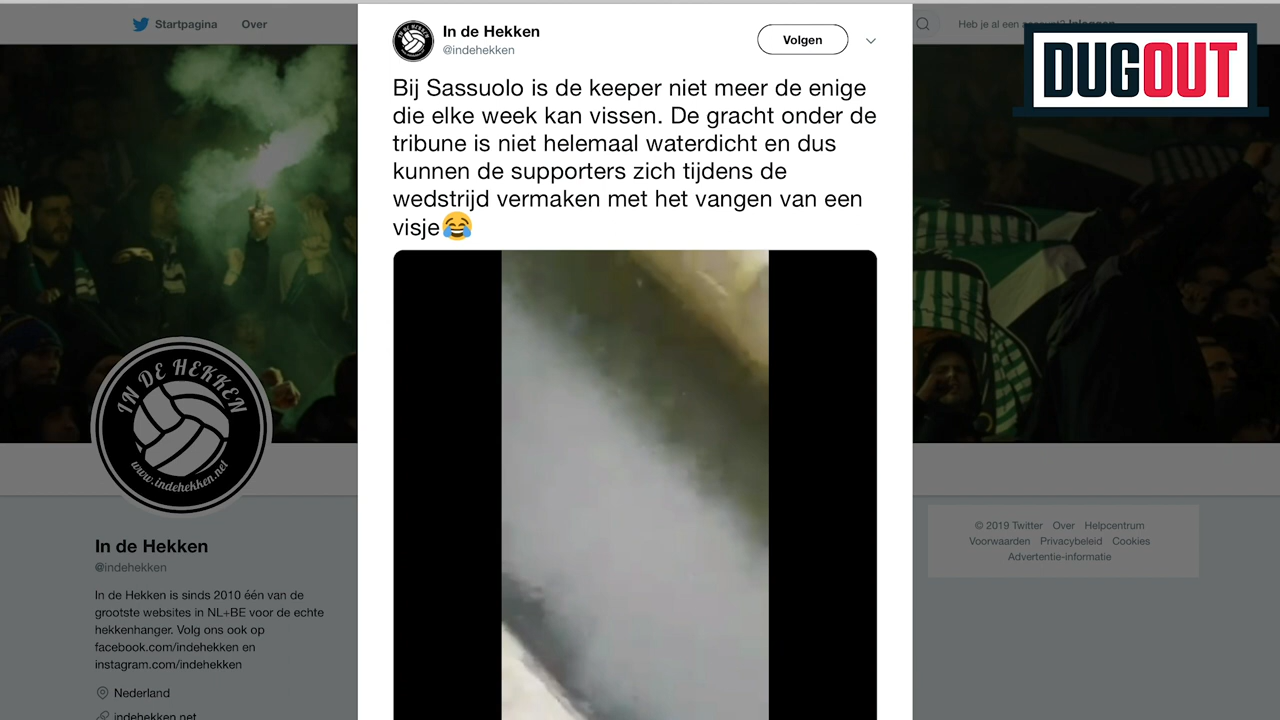 Startpagina Over
In de Hekken
@indehekken
Volgen
Heb je al een account? Inloggen
DUGOUT
Bij Sassuolo is de keeper niet meer de enige
die elke week kan vissen. De gracht onder de
tribune is niet helemaal waterdicht en dus
kunnen de supporters zich tijdens de
wedstrijd vermaken met het vangen van een
visje😂
IN DE HEKKEN
www.indehekken.net
In de Hekken
@indehekken
In de Hekken is sinds 2010 één van de
grootste websites in NL+BE voor de echte
hekkenhanger. Volg ons ook op
facebook.com/indehekken en
instagram.com/indehekken
Nederland
indehekken.net
© 2019 Twitter Over Helpcentrum
Voorwaarden Privacybeleid Cookies
Advertentie-informatie